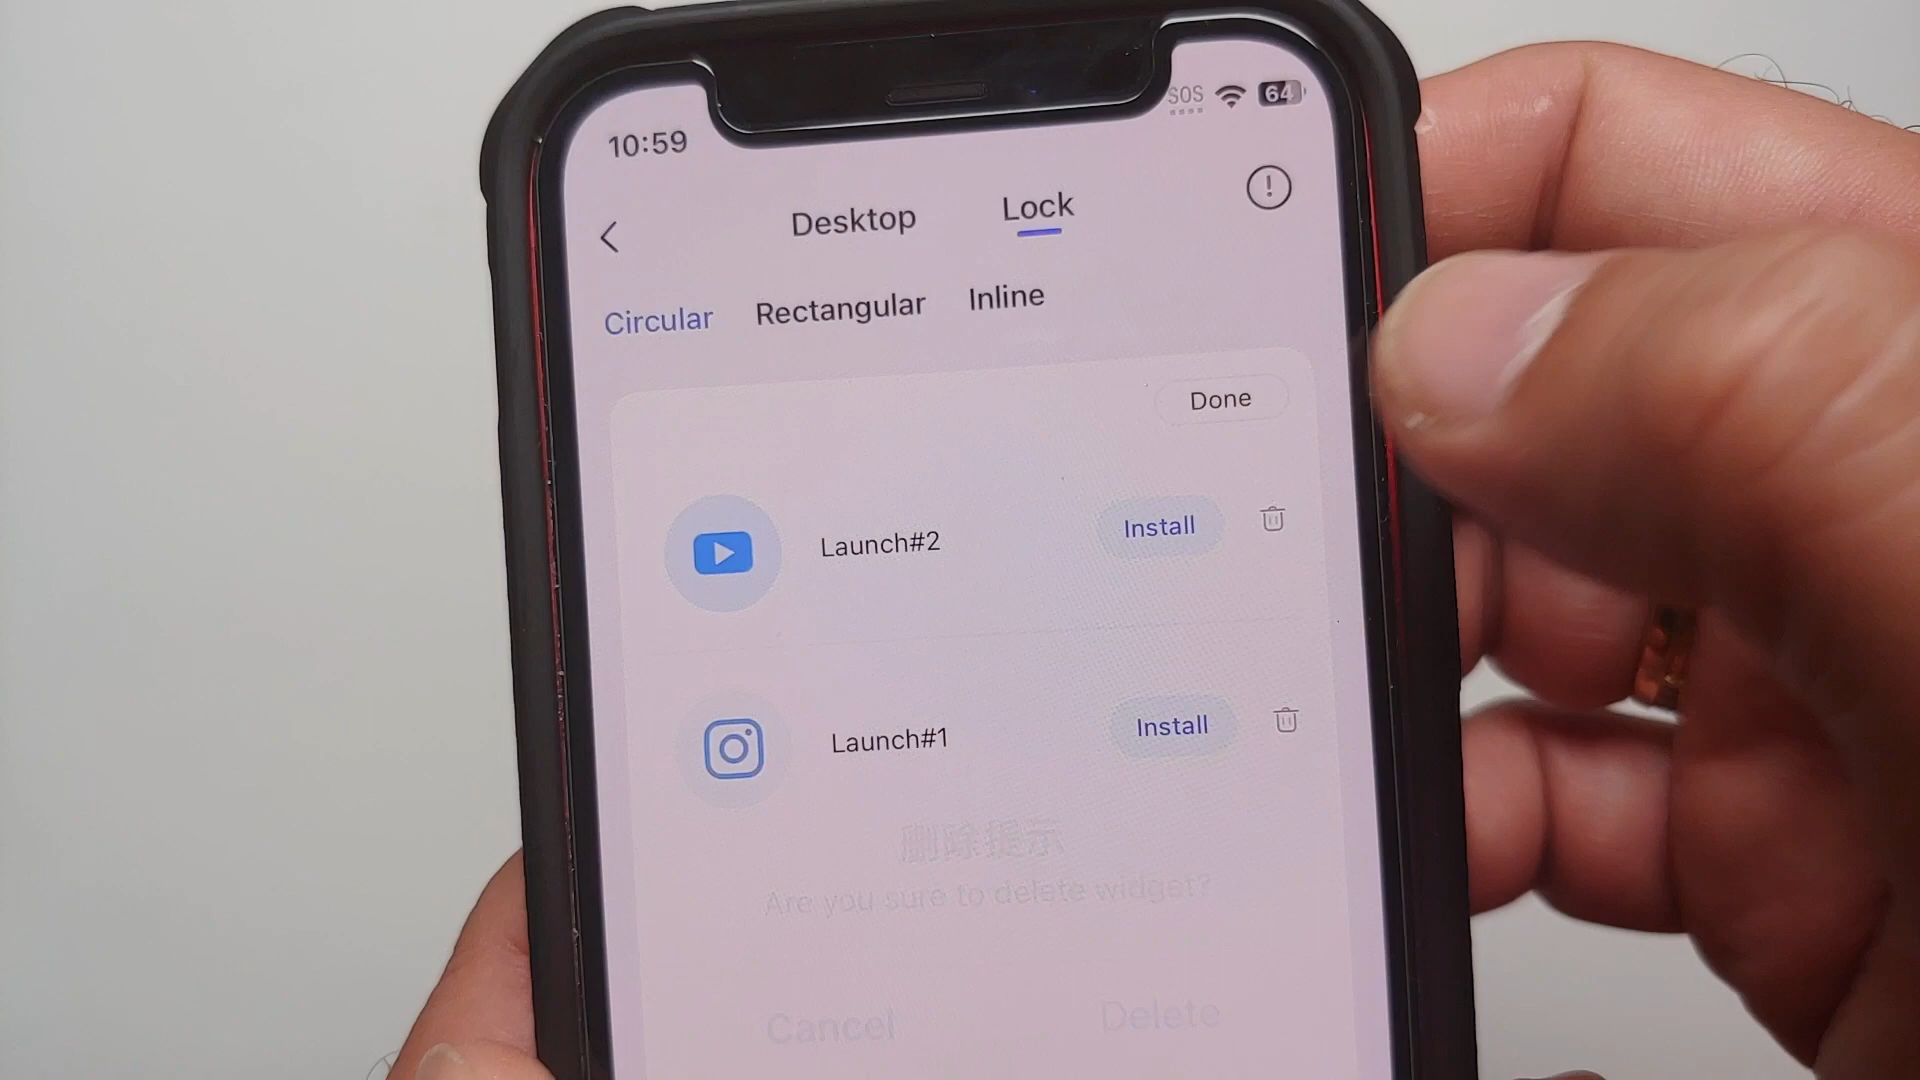 10:59
SOS
64
Desktop Lock
Circular Rectangular Inline
Done
Launch#2 Install
Launch#1 Install
删除提示
Are you sure to delete widget?
Cancel Delete